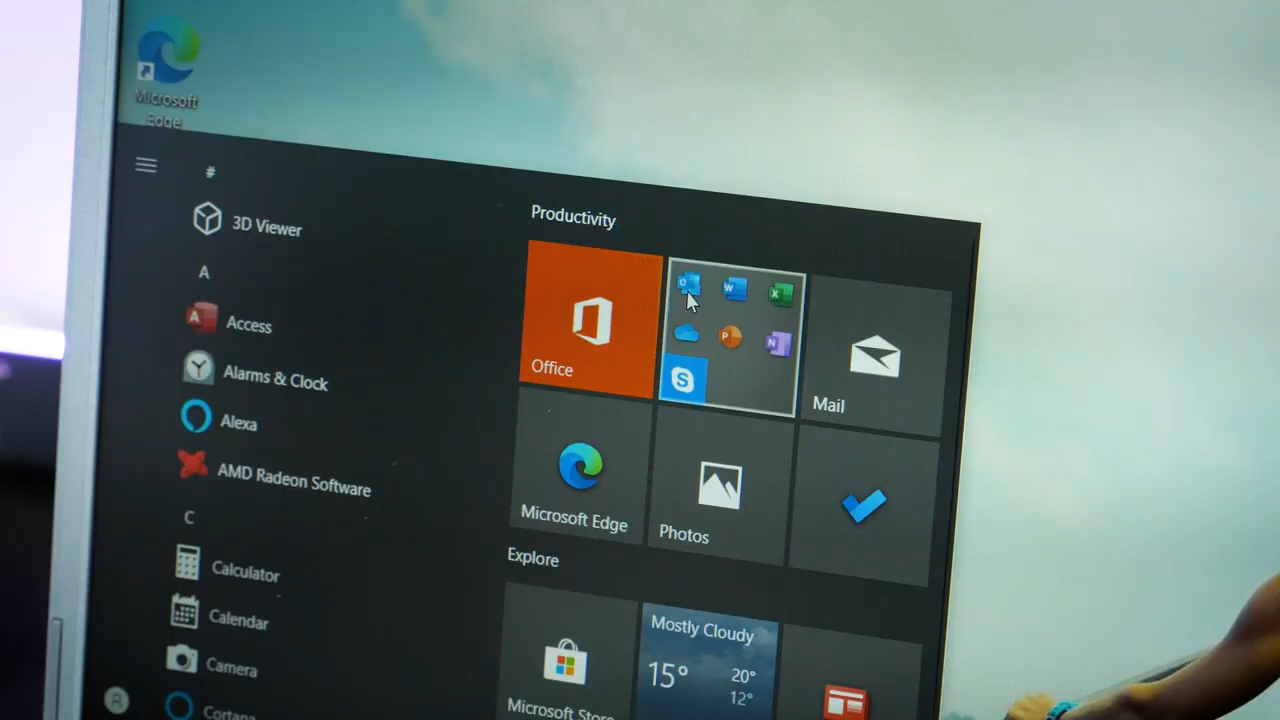 Microsoft
Edge
#
3D Viewer
A
Access
Alarms & Clock
Alexa
AMD Radeon Software
C
Calculator
Calendar
Camera
Cortana
Productivity
Office
Mail
Microsoft Edge
Photos
Explore
Microsoft Store
Mostly Cloudy
15°
20°
12°